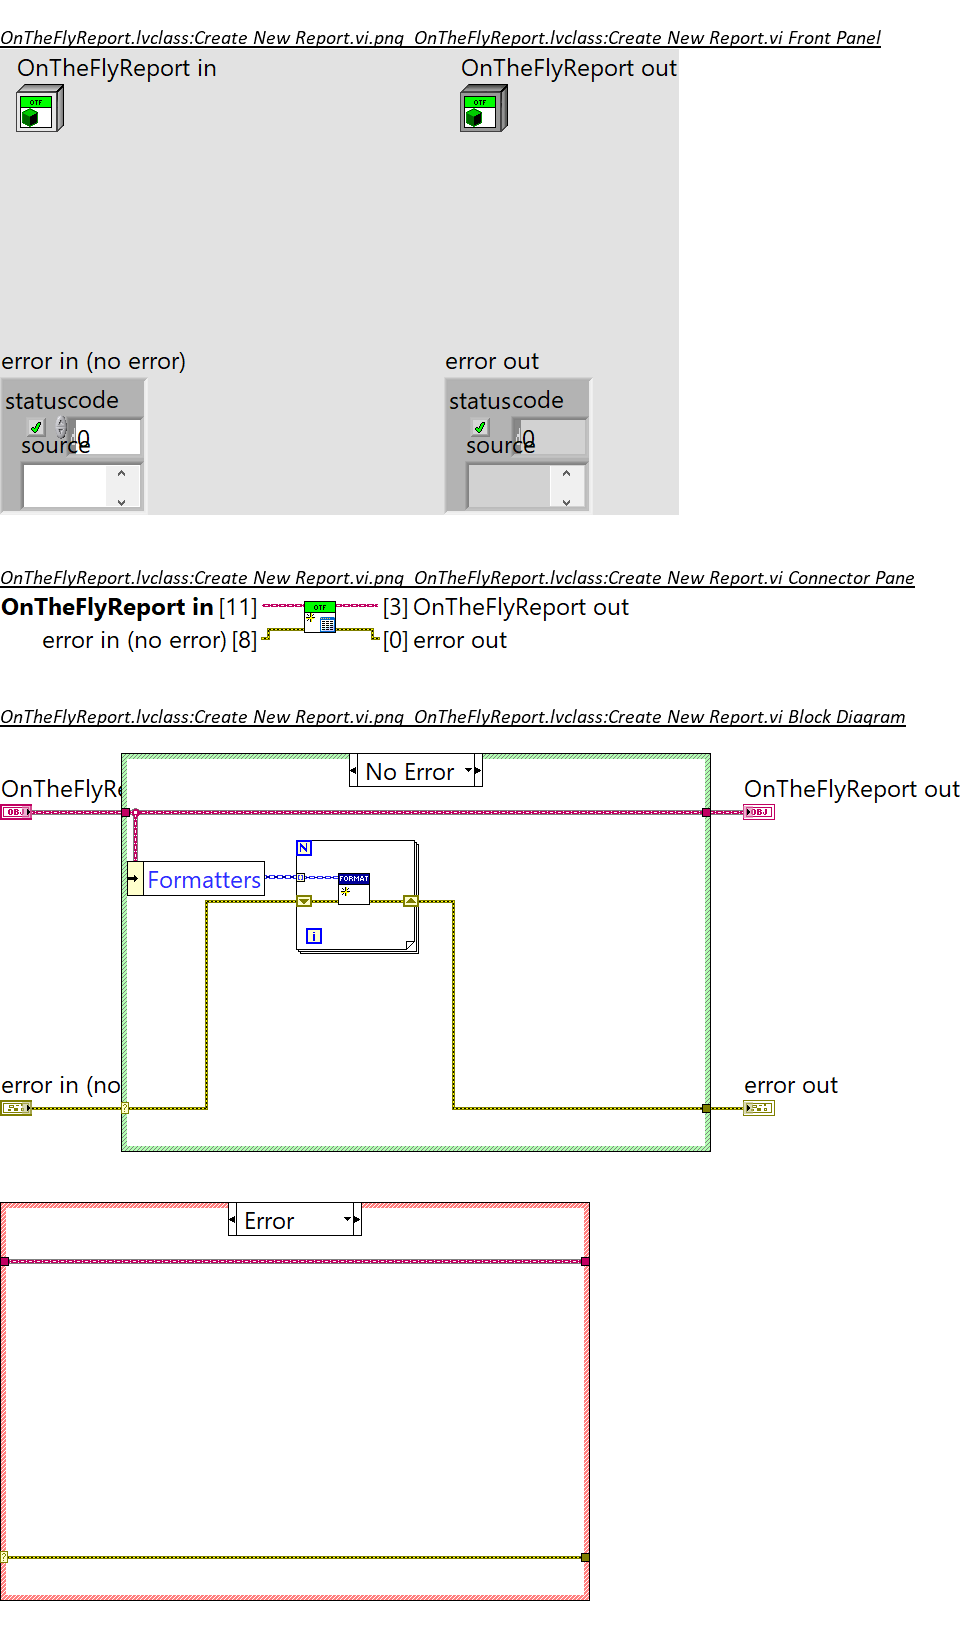 OnTheFlyReport.lvclass:Create New Report.vi.png OnTheFlyReport.lvclass:Create New Report.vi Front Panel
OnTheFlyReport in OnTheFlyReport out
OTF OTF
error in (no error) error out
status code status code
0 0
source source
OnTheFlyReport.lvclass:Create New Report.vi.png OnTheFlyReport.lvclass:Create New Report.vi Connector Pane
OnTheFlyReport in [11] OTF [3] OnTheFlyReport out
error in (no error) [8] [0] error out
OnTheFlyReport.lvclass:Create New Report.vi.png OnTheFlyReport.lvclass:Create New Report.vi Block Diagram
No Error
OnTheFlyRe OnTheFlyReport out
OBJ OBJ
N
Formatters FORMAT
i
error in (no error out
?
Error
?